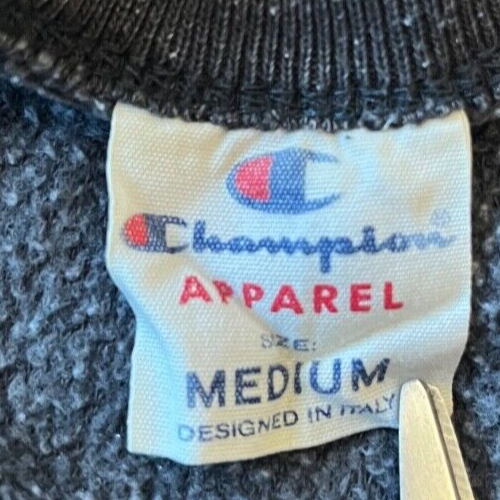 Champion®
APPAREL
SIZE:
MEDIUM
DESIGNED IN ITALY